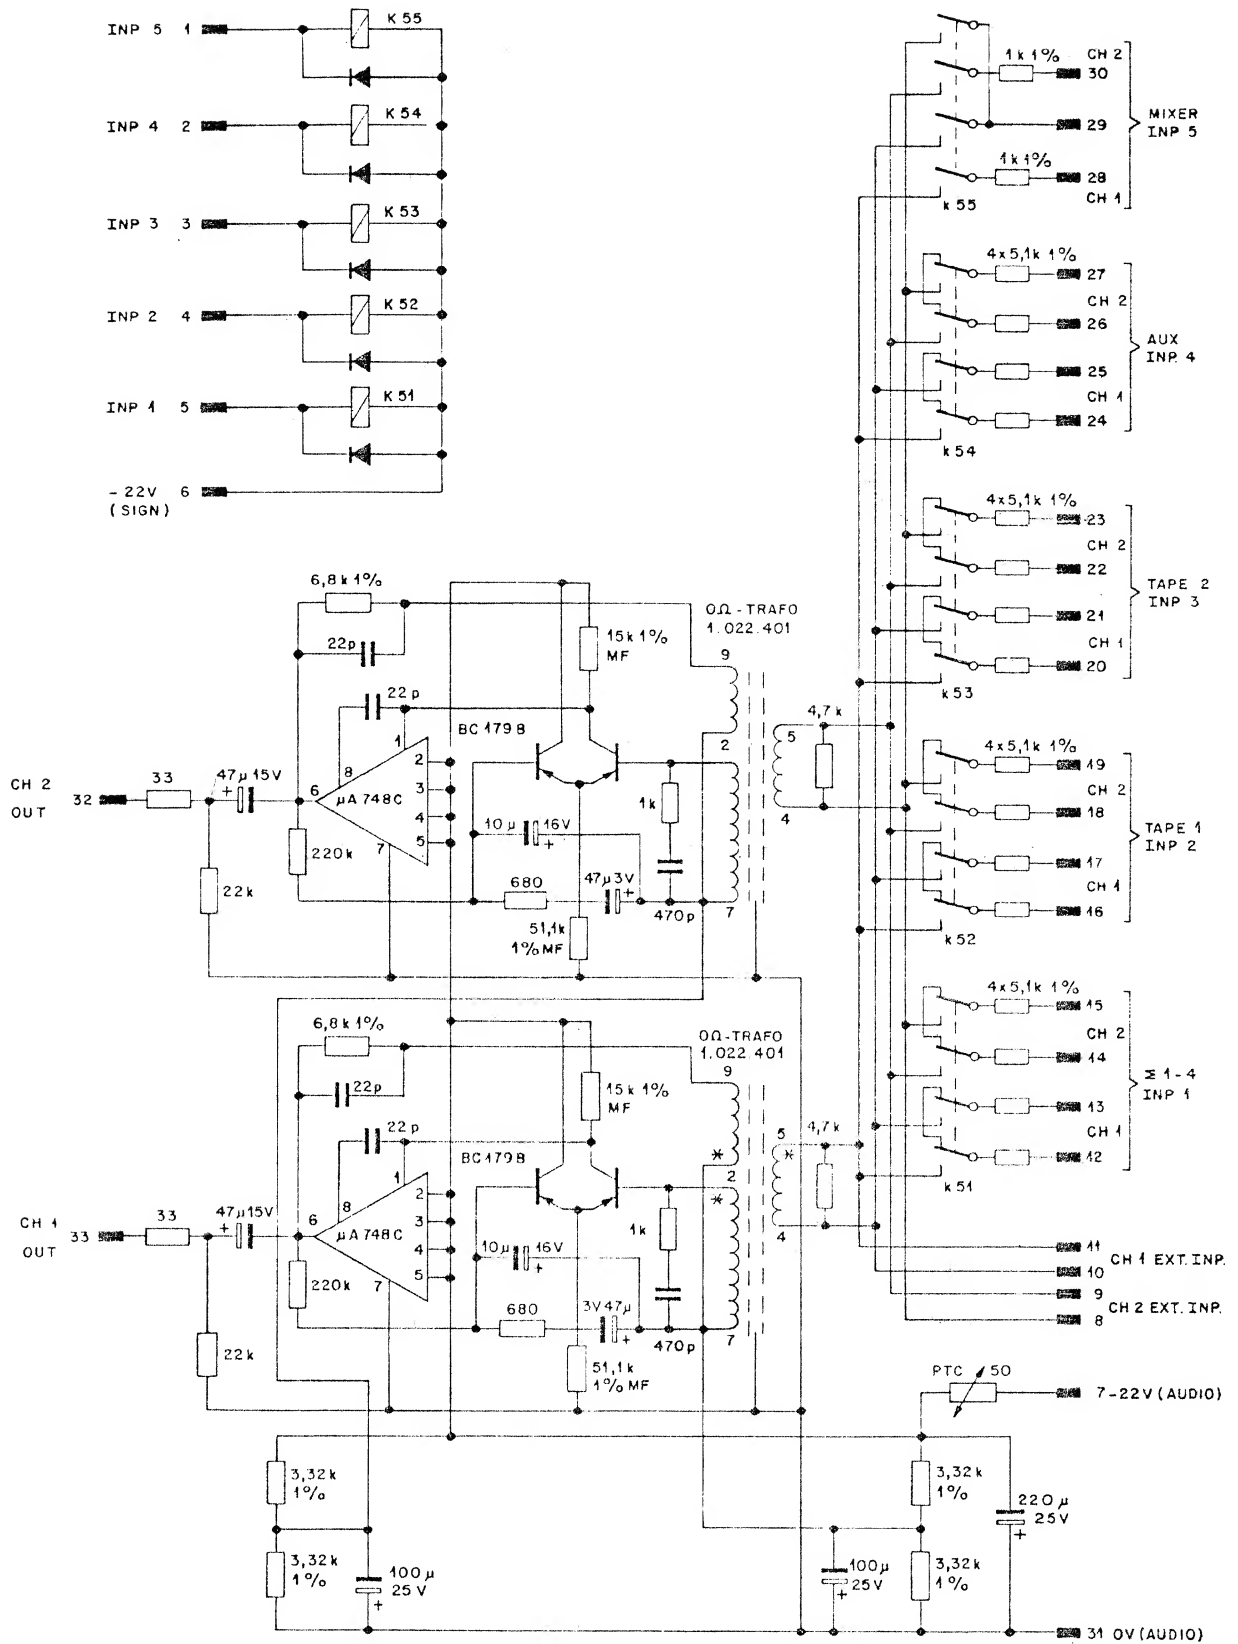 INP 5 1
K 55
INP 4 2
K 54
INP 3 3
K 53
INP 2 4
K 52
INP 1 5
K 51
- 22V 6
(SIGN)
1k 1%
CH 2
30
29
MIXER
INP 5
1k 1%
28
CH 1
k 55
4x5,1k 1%
27
CH 2
26
AUX
INP. 4
25
CH 1
24
k 54
4x5,1k 1%
23
CH 2
22
TAPE 2
INP 3
21
CH 1
20
k 53
4x5,1k 1%
19
CH 2
18
TAPE 1
INP 2
17
CH 1
16
k 52
4x5,1k 1%
15
CH 2
14
Σ 1-4
INP 1
13
CH 1
12
k 51
11
CH 1 EXT. INP.
10
9
CH 2 EXT. INP.
8
PTC 50
7 -22V (AUDIO)
6,8k 1%
22p
22p
15k 1%
MF
0Ω-TRAFO
1.022.401
9
2
5
4
7
4,7k
BC 179B
1
2
3
4
5
6
7
8
μA 748C
CH 2
OUT
32
33
47μ 15V
+
220k
22k
10μ 16V
+
680
47μ 3V
+
1k
470p
51,1k
1% MF
6,8k 1%
22p
22p
15k 1%
MF
0Ω-TRAFO
1.022.401
9
2
5
4
7
4,7k
BC 179B
1
2
3
4
5
6
7
8
μA 748C
CH 1
OUT
33
33
47μ 15V
+
220k
22k
10μ 16V
+
680
3V 47μ
+
1k
470p
51,1k
1% MF
3,32k
1%
3,32k
1%
100μ
25V
+
3,32k
1%
220μ
25V
+
100μ
25V
+
3,32k
1%
31 0V (AUDIO)